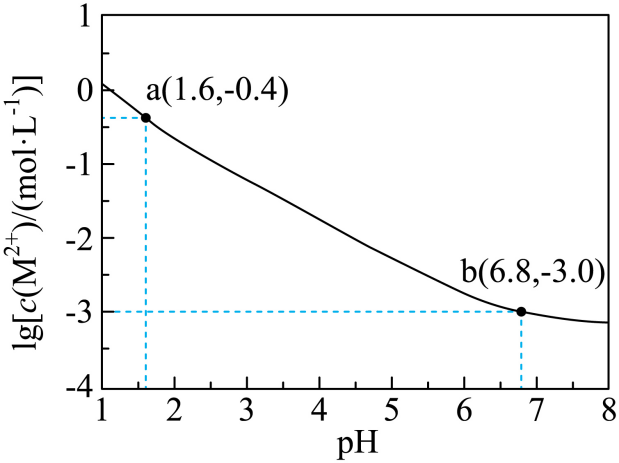 1
0
-1
-2
-3
-4
lg[c(M²⁺)/(mol·L⁻¹)]
a(1.6,-0.4)
b(6.8,-3.0)
1 2 3 4 5 6 7 8
pH